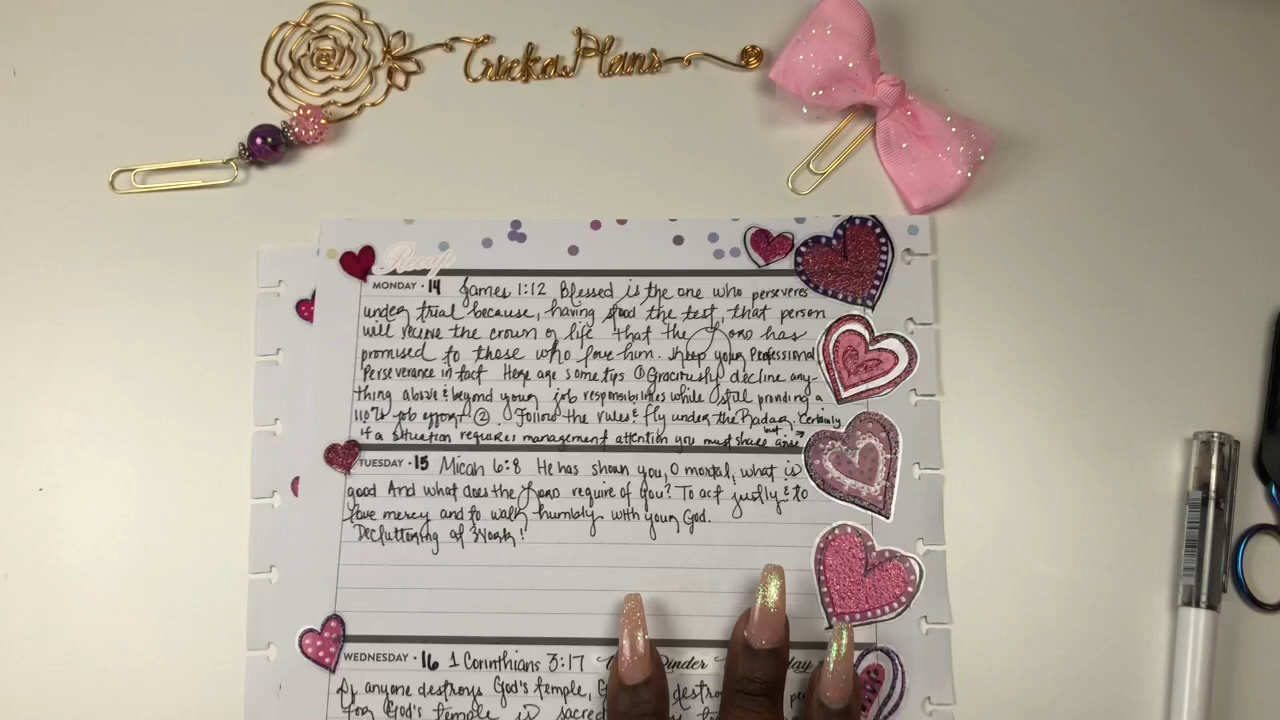 TrickaPlans
Recap
MONDAY · 14 James 1:12 Blessed is the one who perseveres
under trial because, having stood the test, that person
will receive the crown of life that the Lord has
promised to those who love him. Keep your Professional
Perseverance in tact Here are some tips ① Graciously decline any-
thing above & beyond your job responsibilities while still providing a
110% job effort ②. Follow the rules & fly under the Radar. Certainly
if a situation requires management attention you must share but
TUESDAY · 15 Micah 6:8 He has shown you, O mortal, what is
good And what does the Lord require of you? To act justly & to
love mercy and to walk humbly with your God.
Decluttering at Work!
WEDNESDAY · 16 1 Corinthians 3:17
If anyone destroys God's temple, G destro
for God's temple is sacred